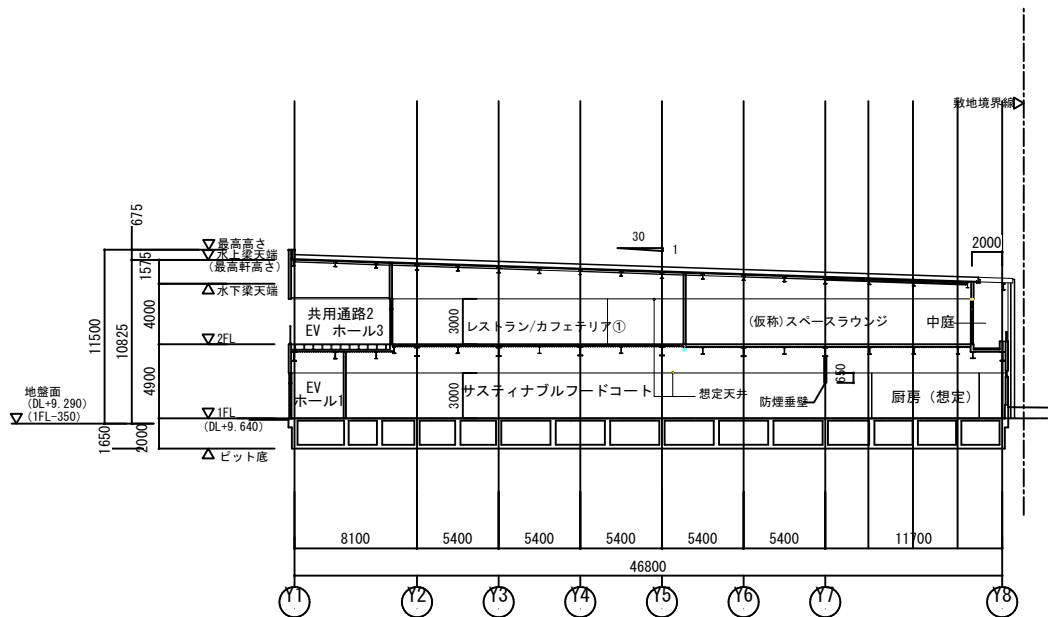 敷地境界線
675
最高高さ
水上梁天端
(最高軒高さ)
30
1
2000
1575
水下梁天端
共用通路2
EV ホール3
3000
レストラン/カフェテリア①
(仮称)スペースラウンジ
中庭
4000
11500
10825
2FL
4900
EV
ホール1
3000
サスティナブルフードコート
想定天井
650
防煙垂壁
厨房（想定）
地盤面
(DL+9.290)
(1FL-350)
1FL
(DL+9.640)
1650
2000
ピット底
8100
5400
5400
5400
5400
5400
11700
46800
Y1
Y2
Y3
Y4
Y5
Y6
Y7
Y8